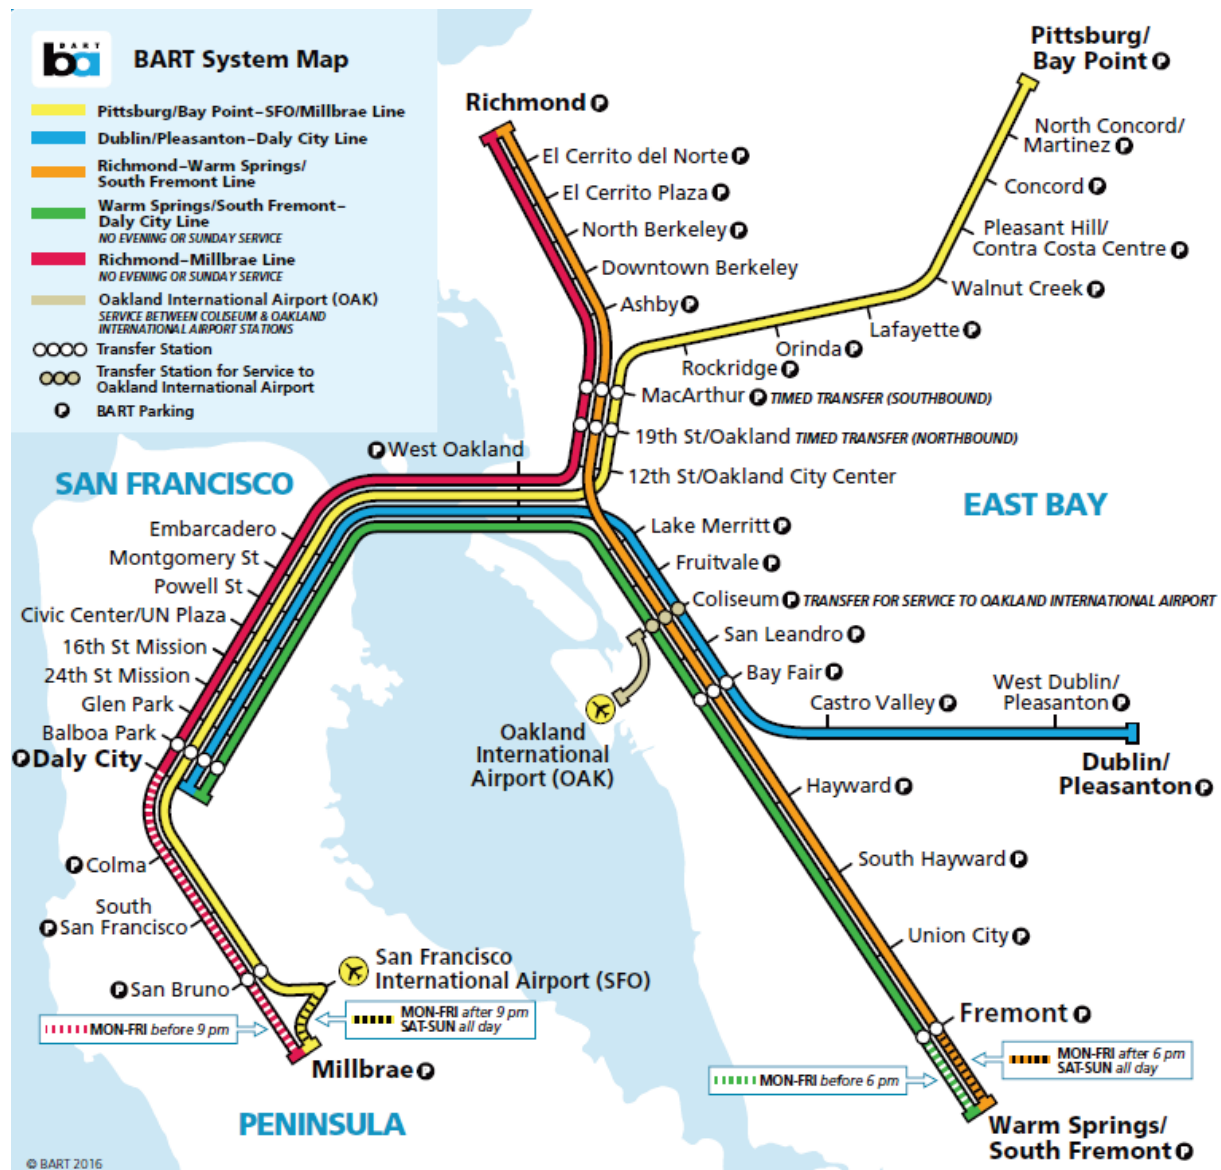 BART
ba
BART System Map
Pittsburg/Bay Point–SFO/Millbrae Line
Dublin/Pleasanton–Daly City Line
Richmond–Warm Springs/
South Fremont Line
Warm Springs/South Fremont–
Daly City Line
NO EVENING OR SUNDAY SERVICE
Richmond–Millbrae Line
NO EVENING OR SUNDAY SERVICE
Oakland International Airport (OAK)
SERVICE BETWEEN COLISEUM & OAKLAND
INTERNATIONAL AIRPORT STATIONS
Transfer Station
Transfer Station for Service to
Oakland International Airport
P BART Parking
Pittsburg/
Bay Point P
North Concord/
Martinez P
Concord P
Pleasant Hill/
Contra Costa Centre P
Walnut Creek P
Lafayette P
Orinda P
Rockridge P
Richmond P
El Cerrito del Norte P
El Cerrito Plaza P
North Berkeley P
Downtown Berkeley
Ashby P
MacArthur P TIMED TRANSFER (SOUTHBOUND)
19th St/Oakland TIMED TRANSFER (NORTHBOUND)
12th St/Oakland City Center
P West Oakland
SAN FRANCISCO
EAST BAY
Embarcadero
Montgomery St
Powell St
Civic Center/UN Plaza
16th St Mission
24th St Mission
Glen Park
Balboa Park
P Daly City
P Colma
South
P San Francisco
P San Bruno
San Francisco
International Airport (SFO)
MON-FRI before 9 pm
MON-FRI after 9 pm
SAT-SUN all day
Millbrae P
PENINSULA
Lake Merritt P
Fruitvale P
Coliseum P TRANSFER FOR SERVICE TO OAKLAND INTERNATIONAL AIRPORT
San Leandro P
Bay Fair P
Oakland
International
Airport (OAK)
Castro Valley P
West Dublin/
Pleasanton P
Dublin/
Pleasanton P
Hayward P
South Hayward P
Union City P
Fremont P
MON-FRI after 6 pm
SAT-SUN all day
MON-FRI before 6 pm
Warm Springs/
South Fremont P
© BART 2016